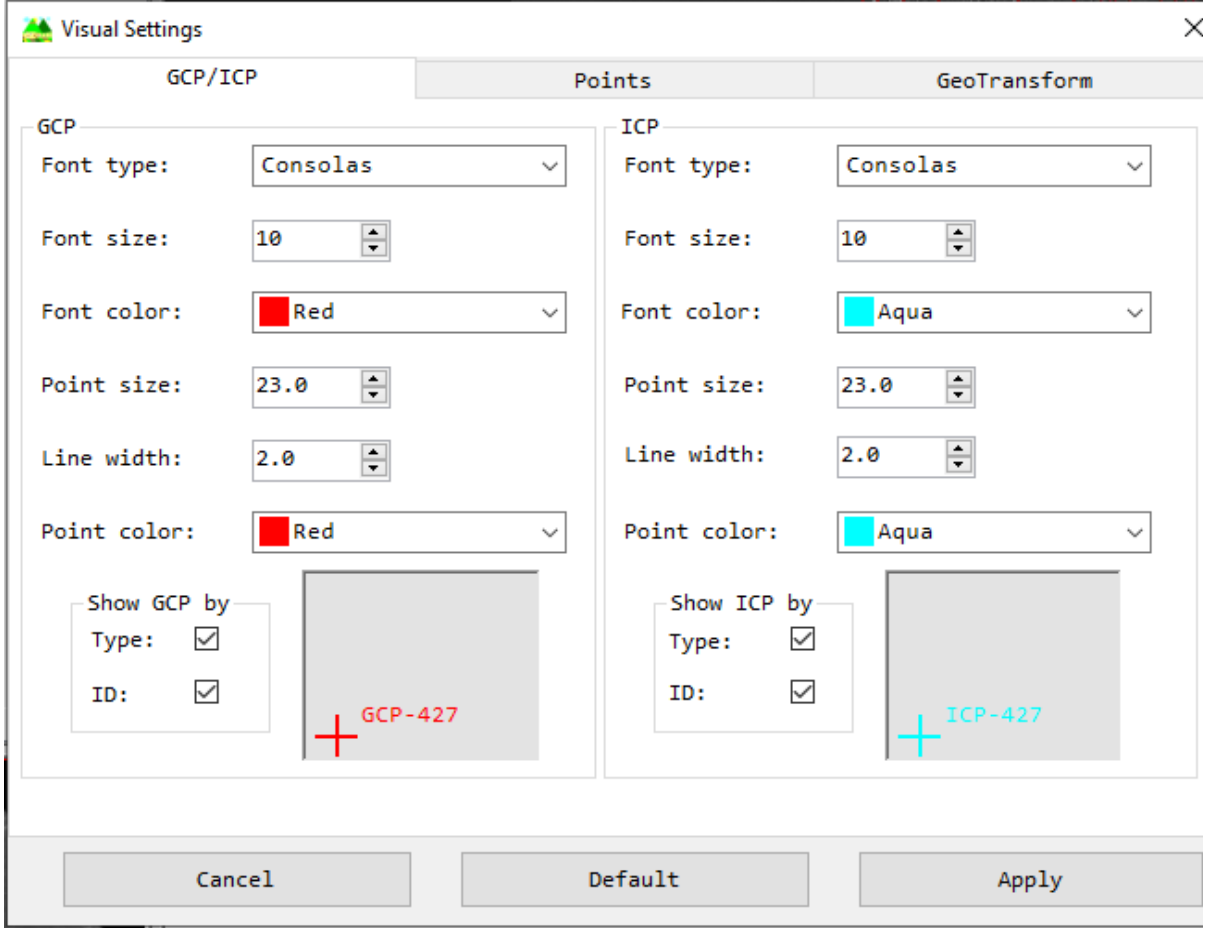 Visual Settings
GCP/ICP
Points
GeoTransform
GCP
Font type:
Consolas
Font size:
10
Font color:
Red
Point size:
23.0
Line width:
2.0
Point color:
Red
Show GCP by
Type:
ID:
GCP-427
ICP
Font type:
Consolas
Font size:
10
Font color:
Aqua
Point size:
23.0
Line width:
2.0
Point color:
Aqua
Show ICP by
Type:
ID:
ICP-427
Cancel
Default
Apply